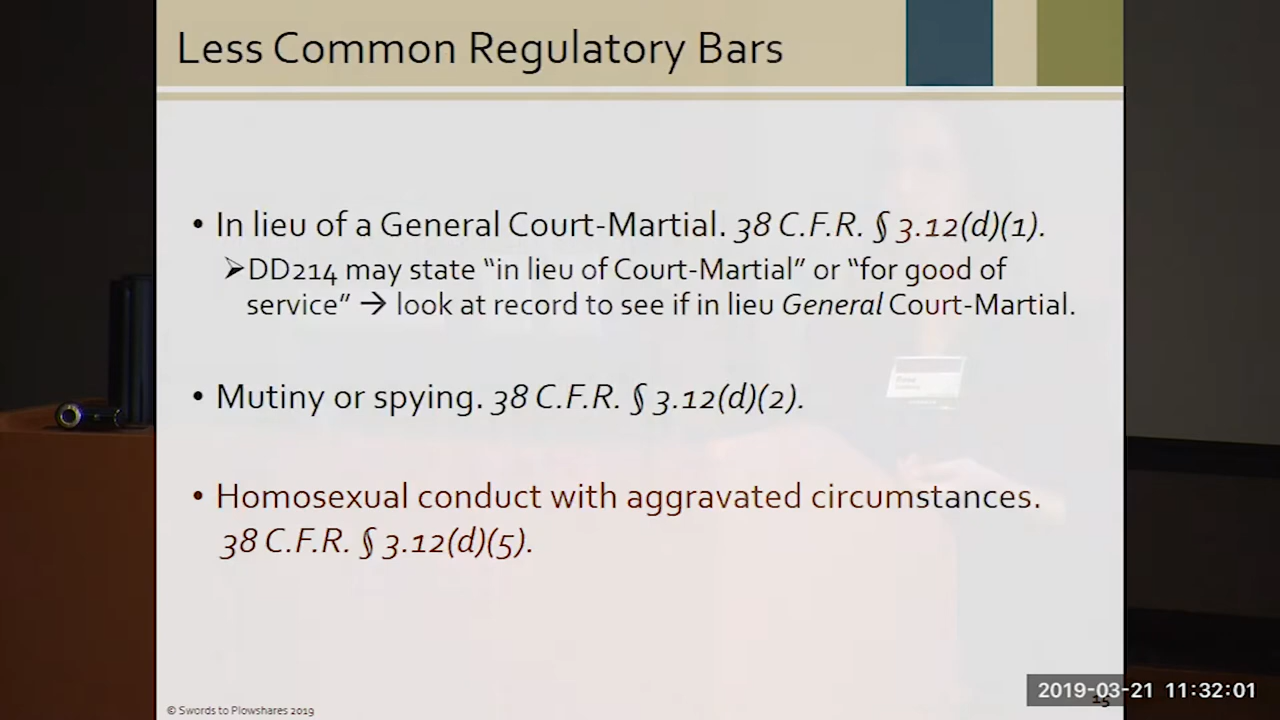 Less Common Regulatory Bars
• In lieu of a General Court-Martial. 38 C.F.R. § 3.12(d)(1).
➢DD214 may state “in lieu of Court-Martial” or “for good of
service” → look at record to see if in lieu General Court-Martial.
• Mutiny or spying. 38 C.F.R. § 3.12(d)(2).
• Homosexual conduct with aggravated circumstances.
38 C.F.R. § 3.12(d)(5).
© Swords to Plowshares 2019
2019-03-21 11:32:01